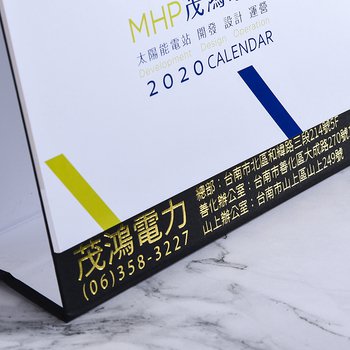 MHP茂鴻
太陽能電站 開發 設計 運營
Development Design Operation
2020 CALENDAR
茂鴻電力
(06)358-3227
總部：台南市北區和緯路三段214號5F
善化辦公室：台南市善化區大成路270號
山上辦公室：台南市山上區山上249號